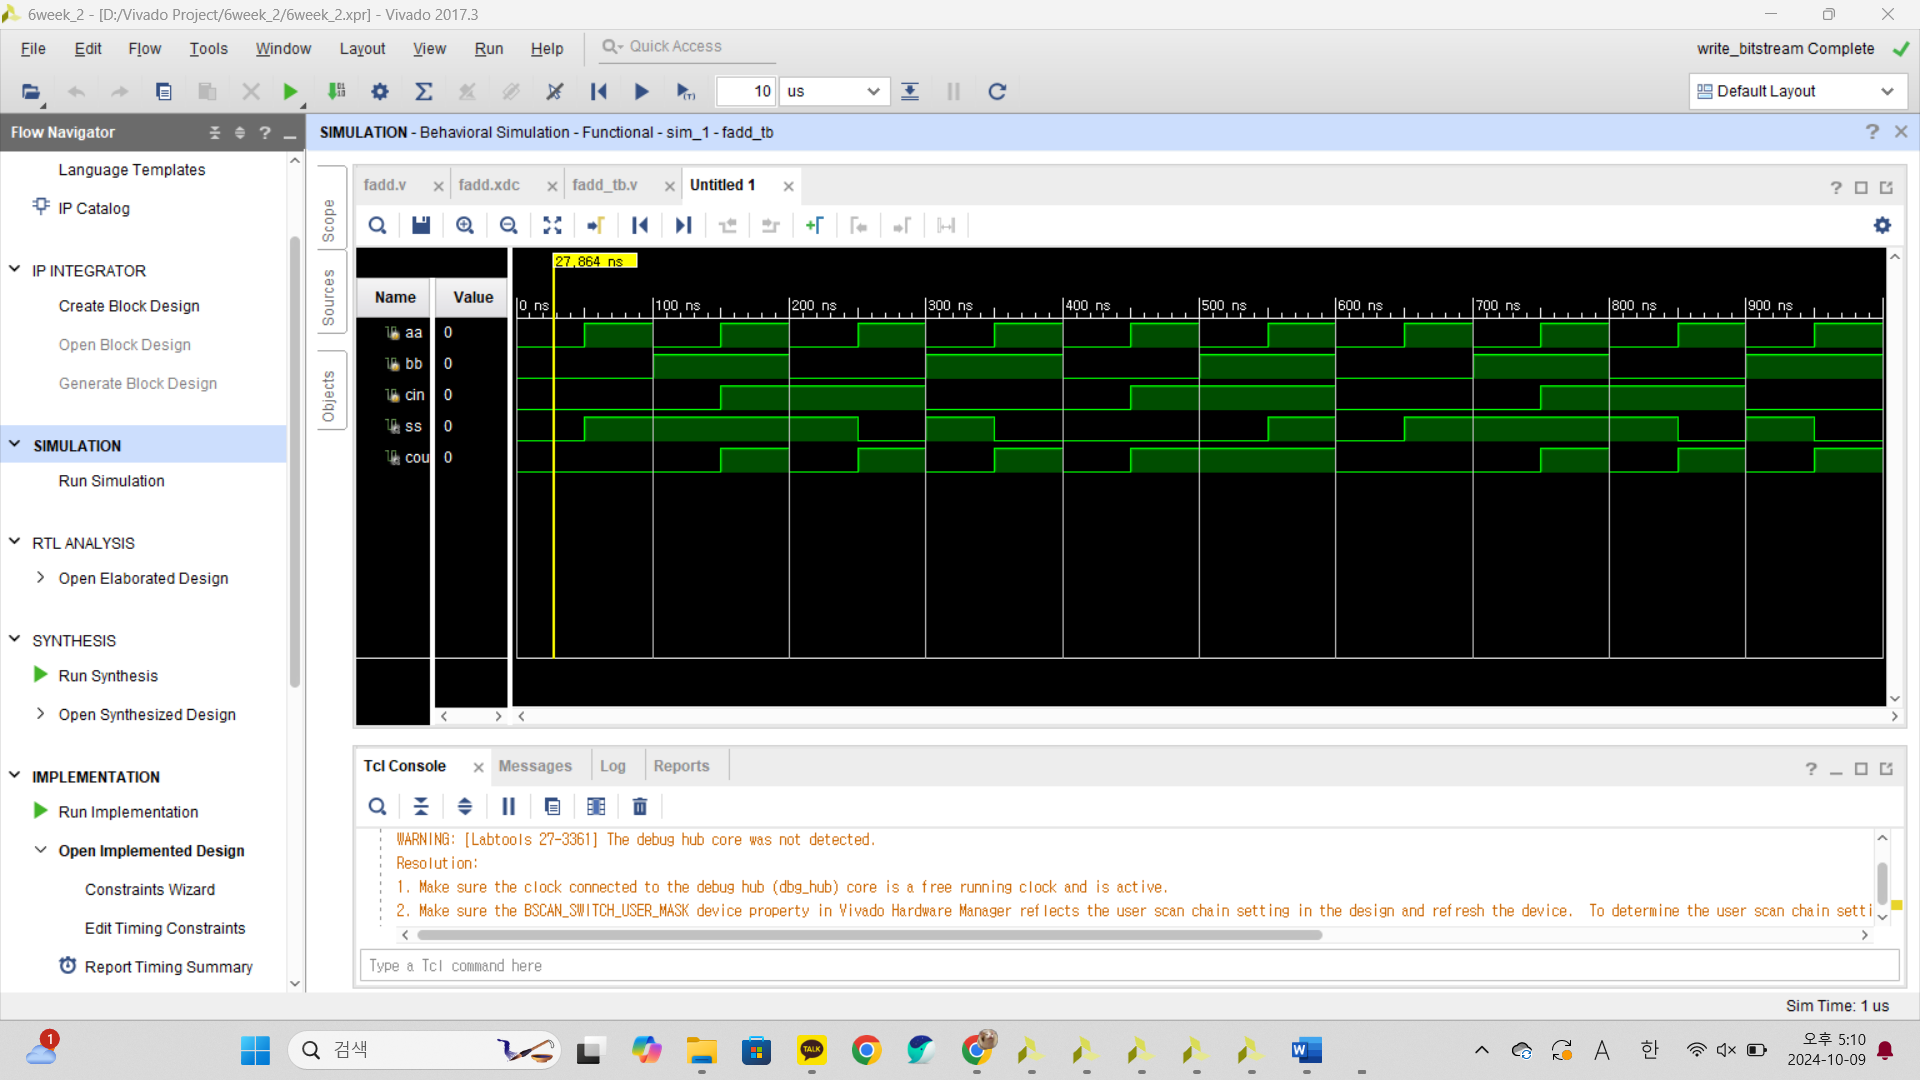 6week_2 - [D:/Vivado Project/6week_2/6week_2.xpr] - Vivado 2017.3
File Edit Flow Tools Window Layout View Run Help Quick Access
write_bitstream Complete
10 us
Default Layout
Flow Navigator
Language Templates
IP Catalog
IP INTEGRATOR
Create Block Design
Open Block Design
Generate Block Design
SIMULATION
Run Simulation
RTL ANALYSIS
Open Elaborated Design
SYNTHESIS
Run Synthesis
Open Synthesized Design
IMPLEMENTATION
Run Implementation
Open Implemented Design
Constraints Wizard
Edit Timing Constraints
Report Timing Summary
SIMULATION - Behavioral Simulation - Functional - sim_1 - fadd_tb
Scope
Sources
Objects
fadd.v fadd.xdc fadd_tb.v Untitled 1
27,864 ns
Name Value
0 ns 100 ns 200 ns 300 ns 400 ns 500 ns 600 ns 700 ns 800 ns 900 ns
aa 0
bb 0
cin 0
ss 0
cou 0
Tcl Console Messages Log Reports
WARNING: [Labtools 27-3361] The debug hub core was not detected.
Resolution:
1. Make sure the clock connected to the debug hub (dbg_hub) core is a free running clock and is active.
2. Make sure the BSCAN_SWITCH_USER_MASK device property in Vivado Hardware Manager reflects the user scan chain setting in the design and refresh the device.  To determine the user scan chain setti
Type a Tcl command here
Sim Time: 1 us
1
검색
TALK
W
A 한
오후 5:10
2024-10-09